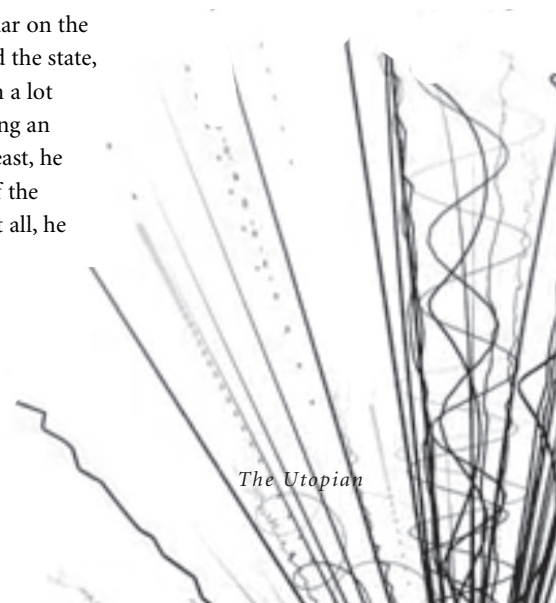 ar on the
d the state,
a lot
ng an
east, he
f the
t all, he
The Utopian